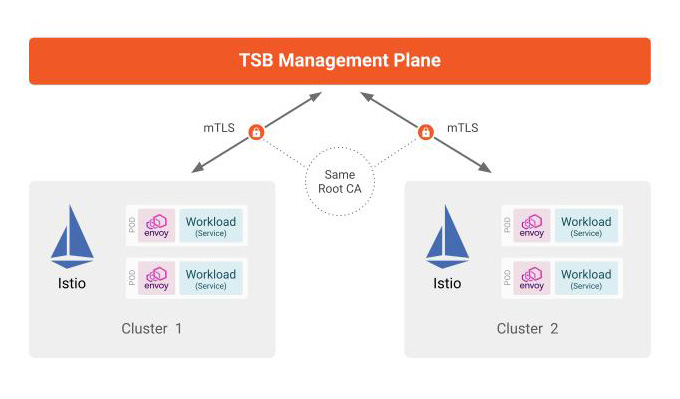 TSB Management Plane
mTLS
mTLS
Same
Root CA
Istio
POD
envoy
Workload
(Service)
POD
envoy
Workload
(Service)
Cluster 1
Istio
POD
envoy
Workload
(Service)
POD
envoy
Workload
(Service)
Cluster 2